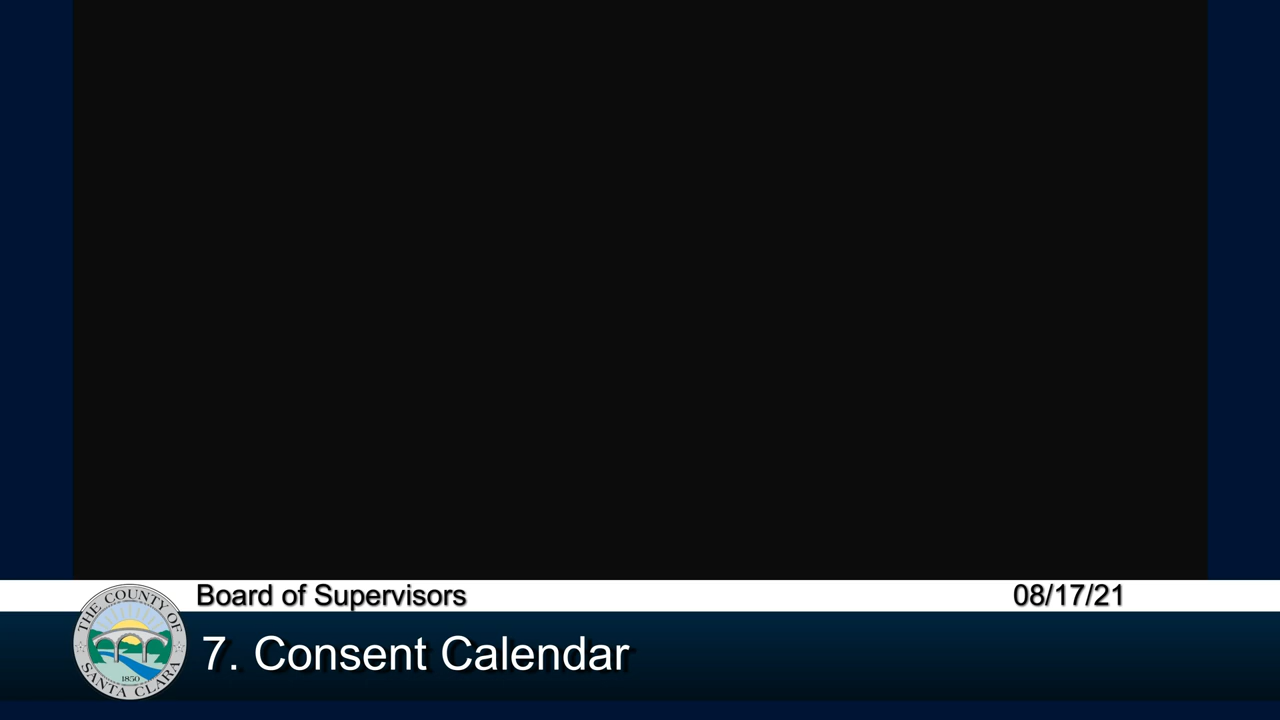 Board of Supervisors
08/17/21
THE COUNTY OF
SANTA CLARA
1850
7. Consent Calendar